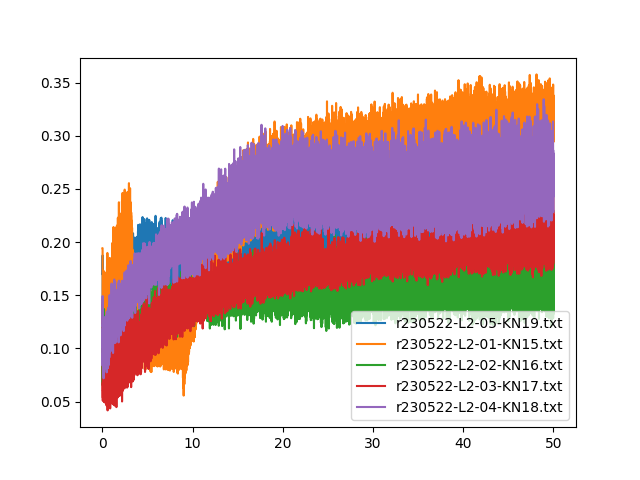 0.35
0.30
0.25
0.20
0.15
0.10
0.05
r230522-L2-05-KN19.txt
r230522-L2-01-KN15.txt
r230522-L2-02-KN16.txt
r230522-L2-03-KN17.txt
r230522-L2-04-KN18.txt
0 10 20 30 40 50